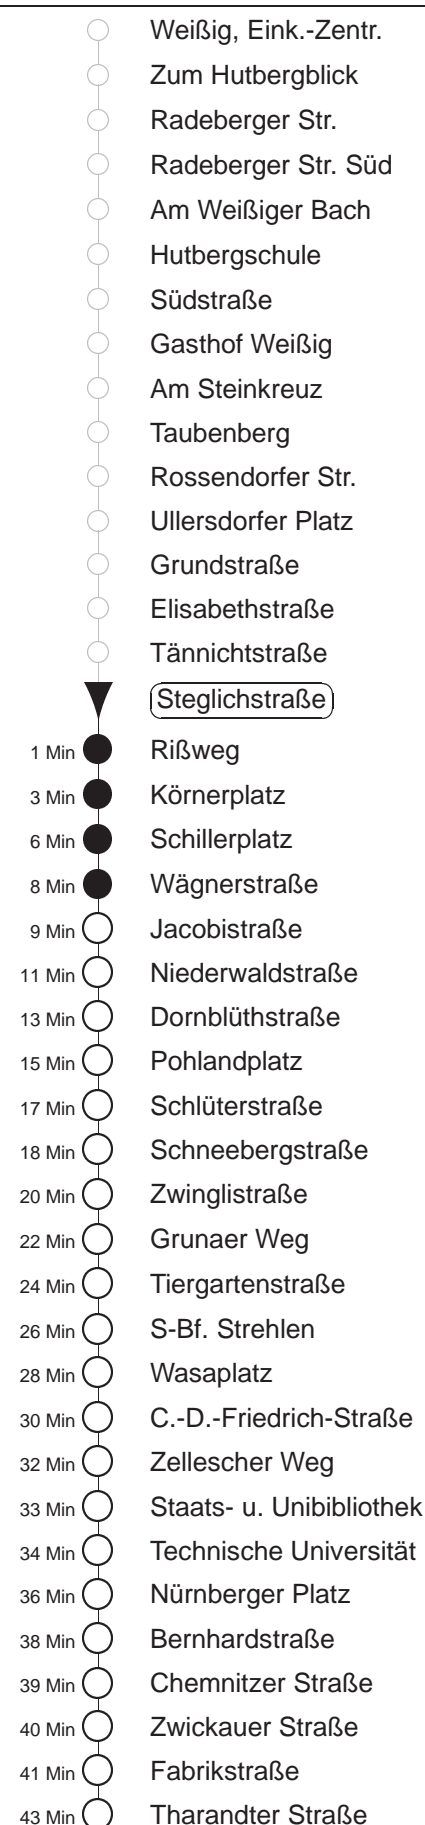 Weißig, Eink.-Zentr.
Zum Hutbergblick
Radeberger Str.
Radeberger Str. Süd
Am Weißiger Bach
Hutbergschule
Südstraße
Gasthof Weißig
Am Steinkreuz
Taubenberg
Rossendorfer Str.
Ullersdorfer Platz
Grundstraße
Elisabethstraße
Tännichtstraße
Steglichstraße
1 Min Rißweg
3 Min Körnerplatz
6 Min Schillerplatz
8 Min Wägnerstraße
9 Min Jacobistraße
11 Min Niederwaldstraße
13 Min Dornblüthstraße
15 Min Pohlandplatz
17 Min Schlüterstraße
18 Min Schneebergstraße
20 Min Zwinglistraße
22 Min Grunaer Weg
24 Min Tiergartenstraße
26 Min S-Bf. Strehlen
28 Min Wasaplatz
30 Min C.-D.-Friedrich-Straße
32 Min Zellescher Weg
33 Min Staats- u. Unibibliothek
34 Min Technische Universität
36 Min Nürnberger Platz
38 Min Bernhardstraße
39 Min Chemnitzer Straße
40 Min Zwickauer Straße
41 Min Fabrikstraße
43 Min Tharandter Straße